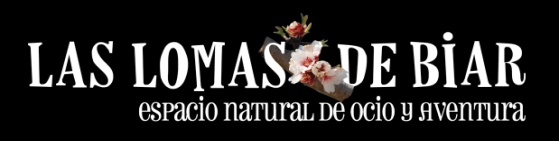 LAS LOMAS DE BiAR
espacio natural de ocio y aventura